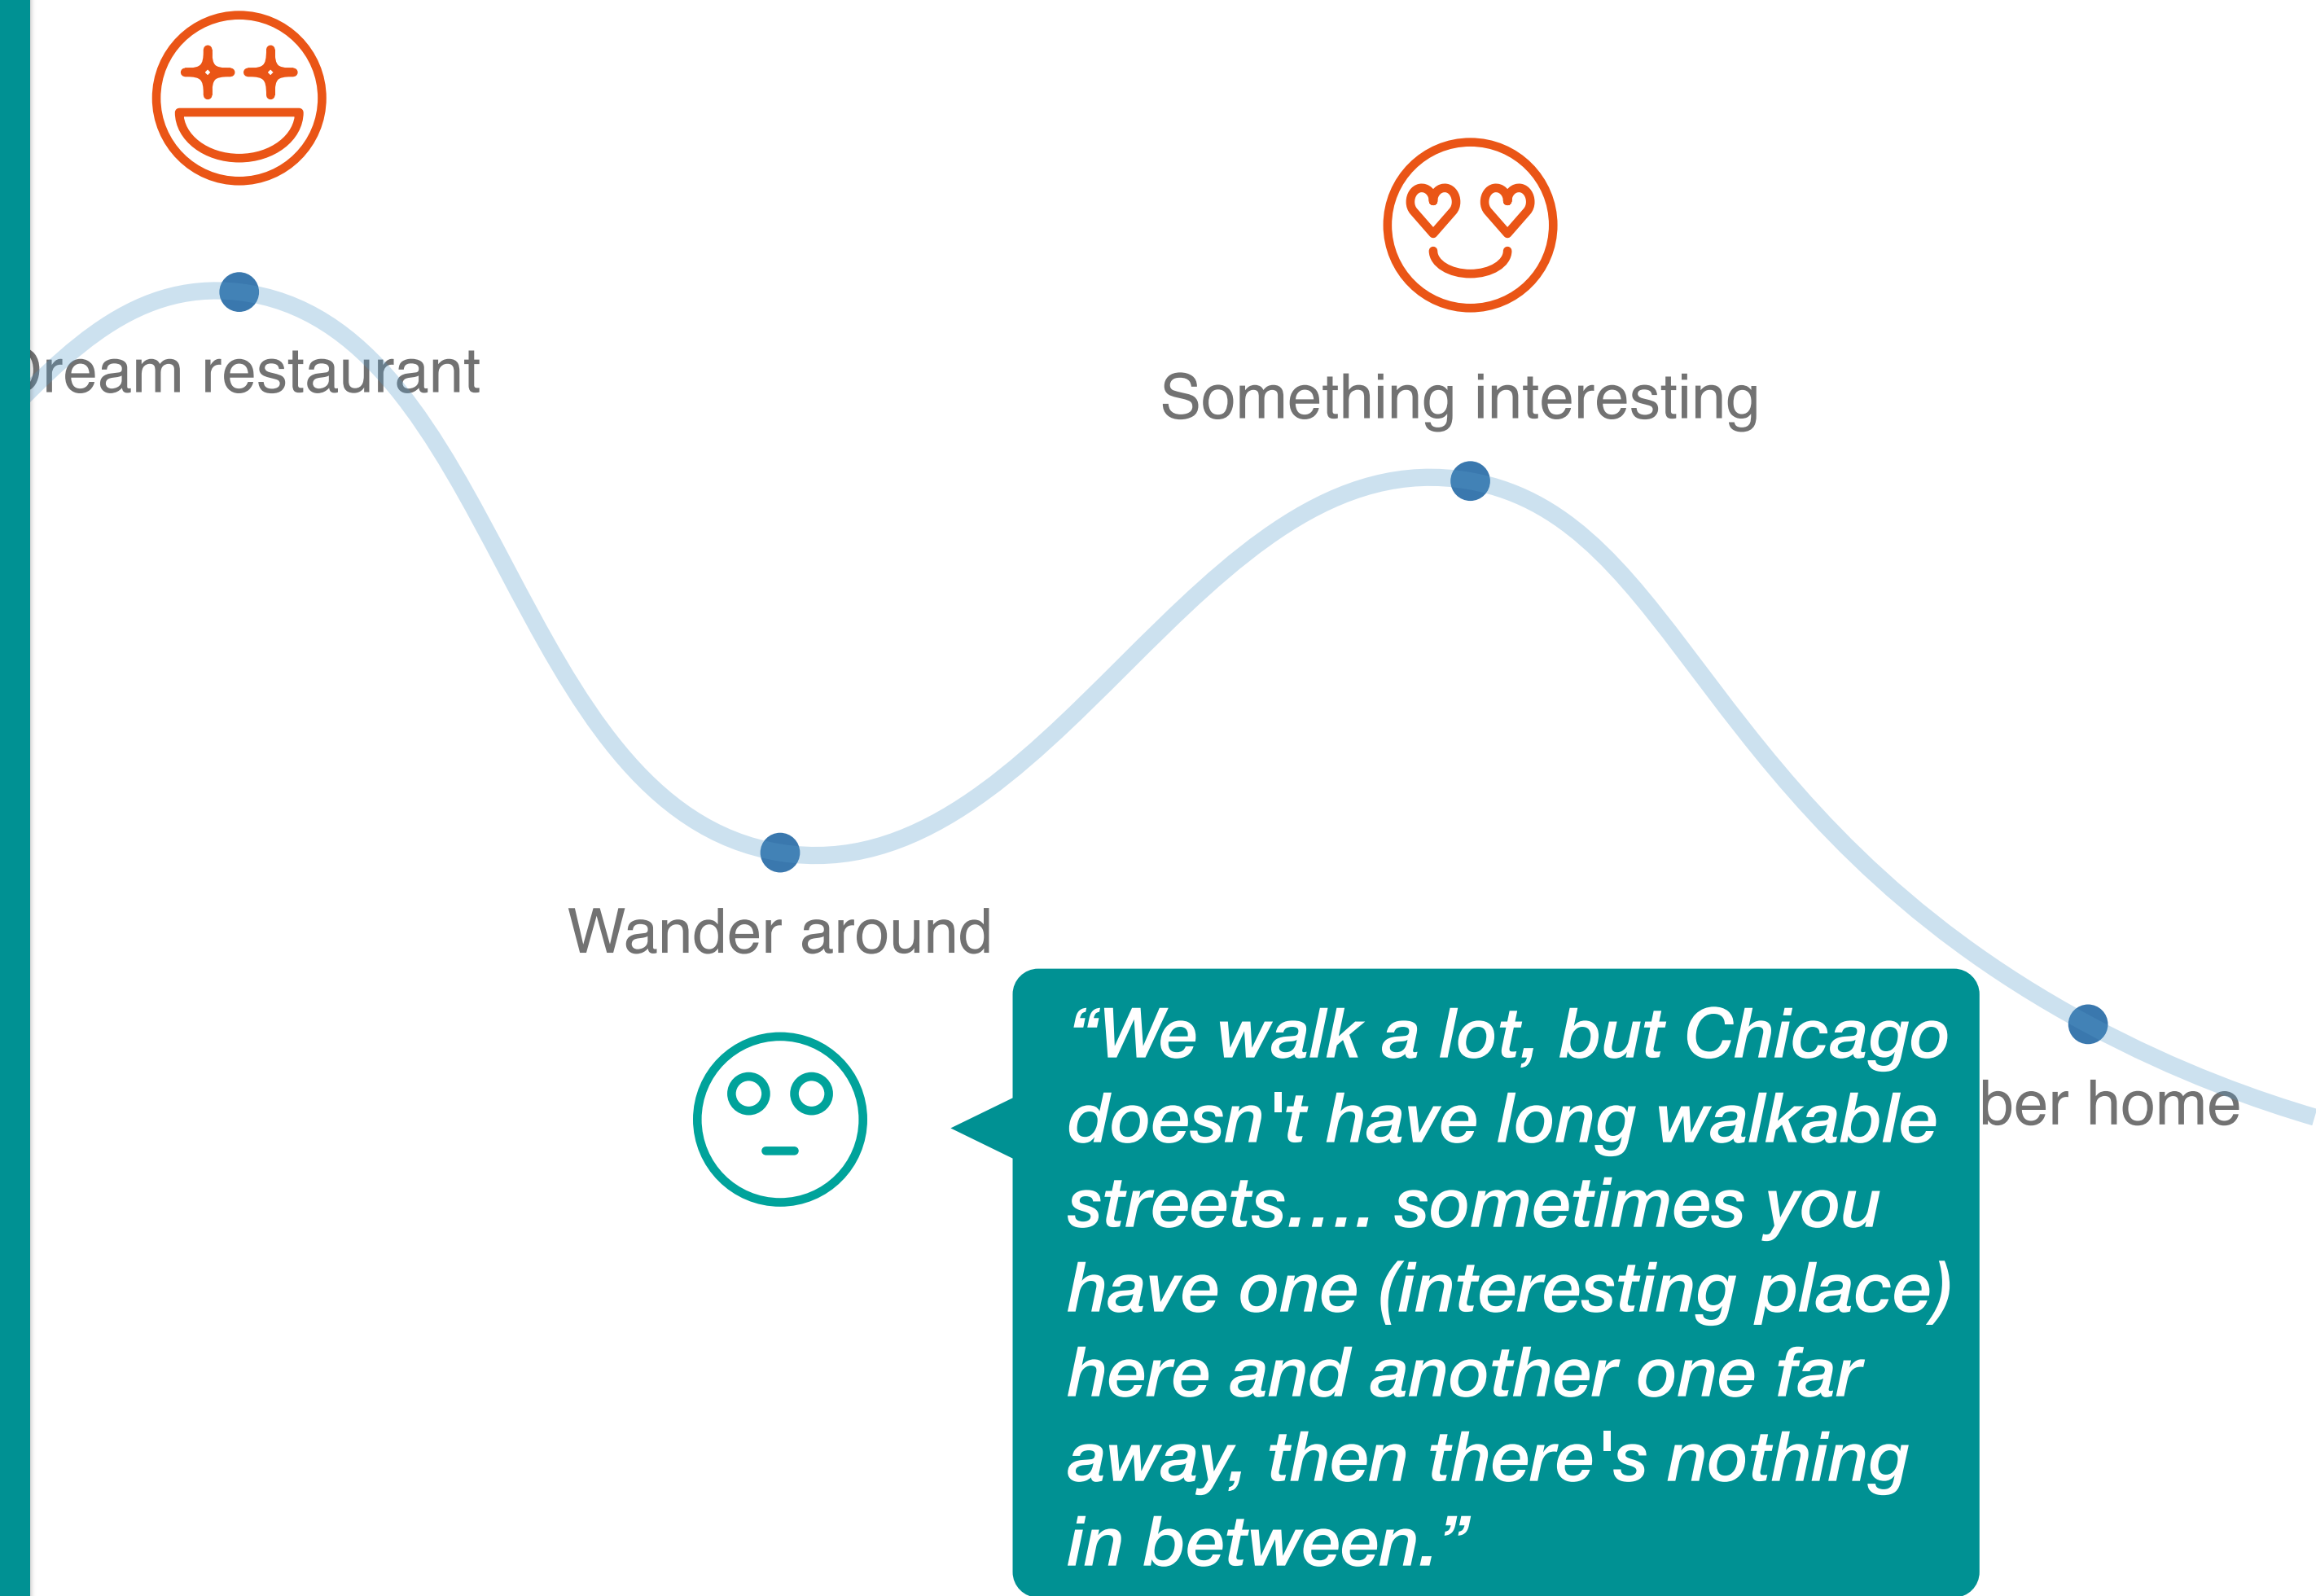 Dream restaurant
Something interesting
Wander around
“We walk a lot, but Chicago
doesn't have long walkable
streets.... sometimes you
have one (interesting place)
here and another one far
away, then there's nothing
in between.”
ber home